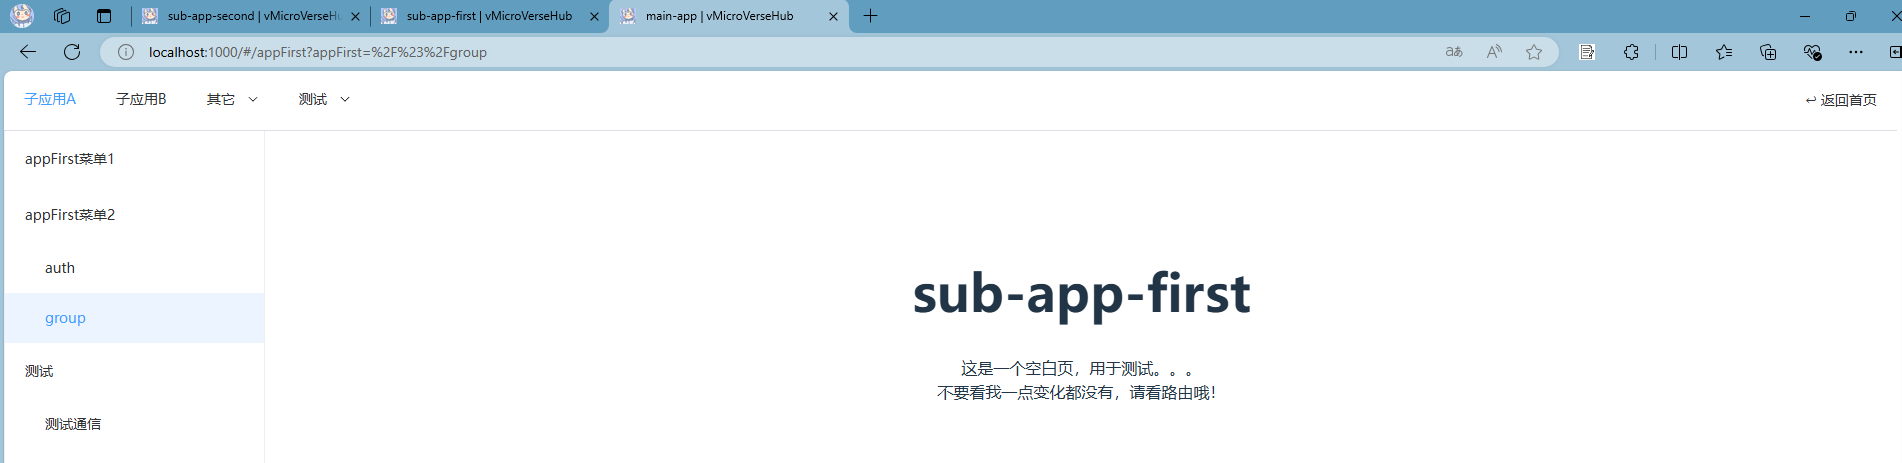 sub-app-second | vMicroVerseHu
sub-app-first | vMicroVerseHub
main-app | vMicroVerseHub
localhost:1000/#/appFirst?appFirst=%2F%23%2Fgroup
子应用A 子应用B 其它 测试 返回首页
appFirst菜单1
appFirst菜单2
auth
group
测试
测试通信
sub-app-first
这是一个空白页，用于测试。。。
不要看我一点变化都没有，请看路由哦！